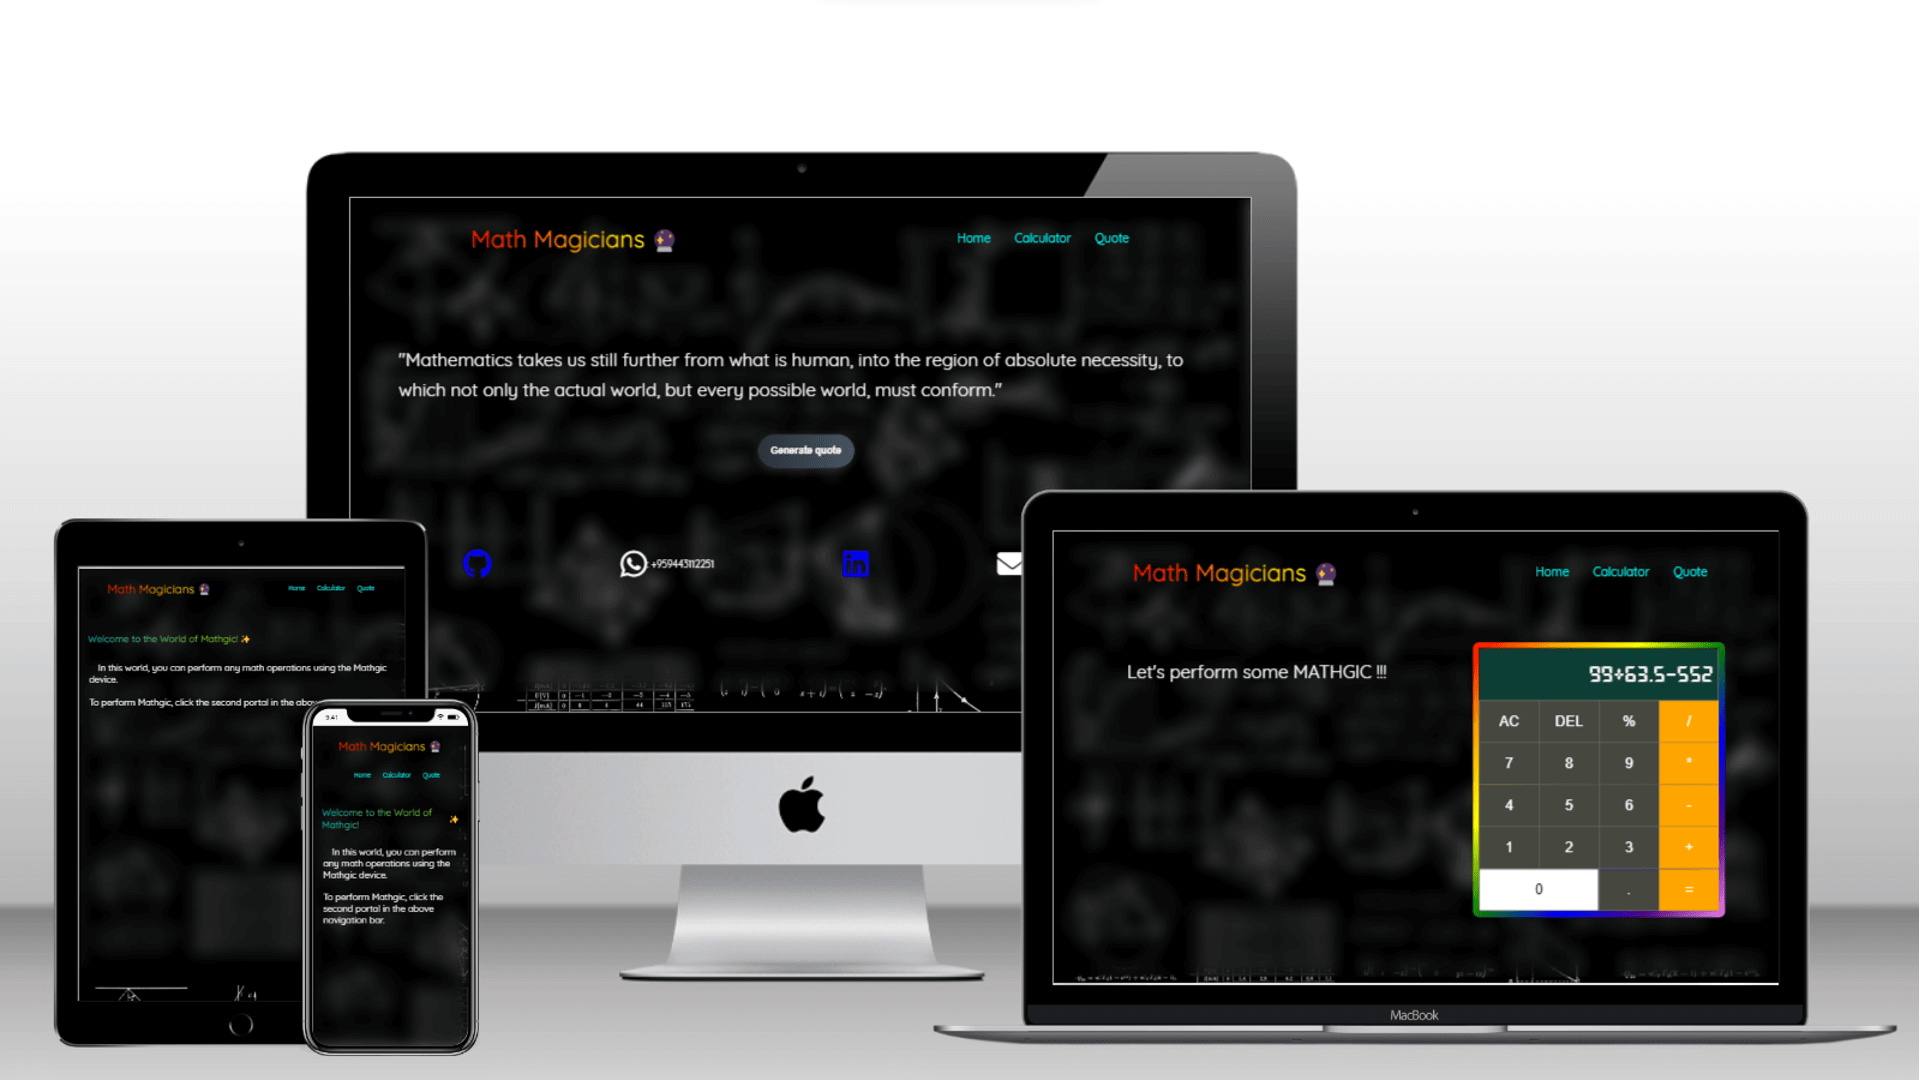 Math Magicians 🔮
Home Calculator Quote
"Mathematics takes us still further from what is human, into the region of absolute necessity, to
which not only the actual world, but every possible world, must conform."
Generate quote
+959443112251
Math Magicians 🔮
Home Calculator Quote
Welcome to the World of Mathgic! ✨
In this world, you can perform any math operations using the Mathgic
device.
To perform Mathgic, click the second portal in the abov
9:41
Math Magicians 🔮
Home Calculator Quote
Welcome to the World of
Mathgic! ✨
In this world, you can perform
any math operations using the
Mathgic device.
To perform Mathgic, click the
second portal in the above
navigation bar.
Math Magicians 🔮
Home Calculator Quote
Let's perform some MATHGIC !!!
99÷63.5-552
AC DEL % /
7 8 9 *
4 5 6 -
1 2 3 +
0 . =
MacBook